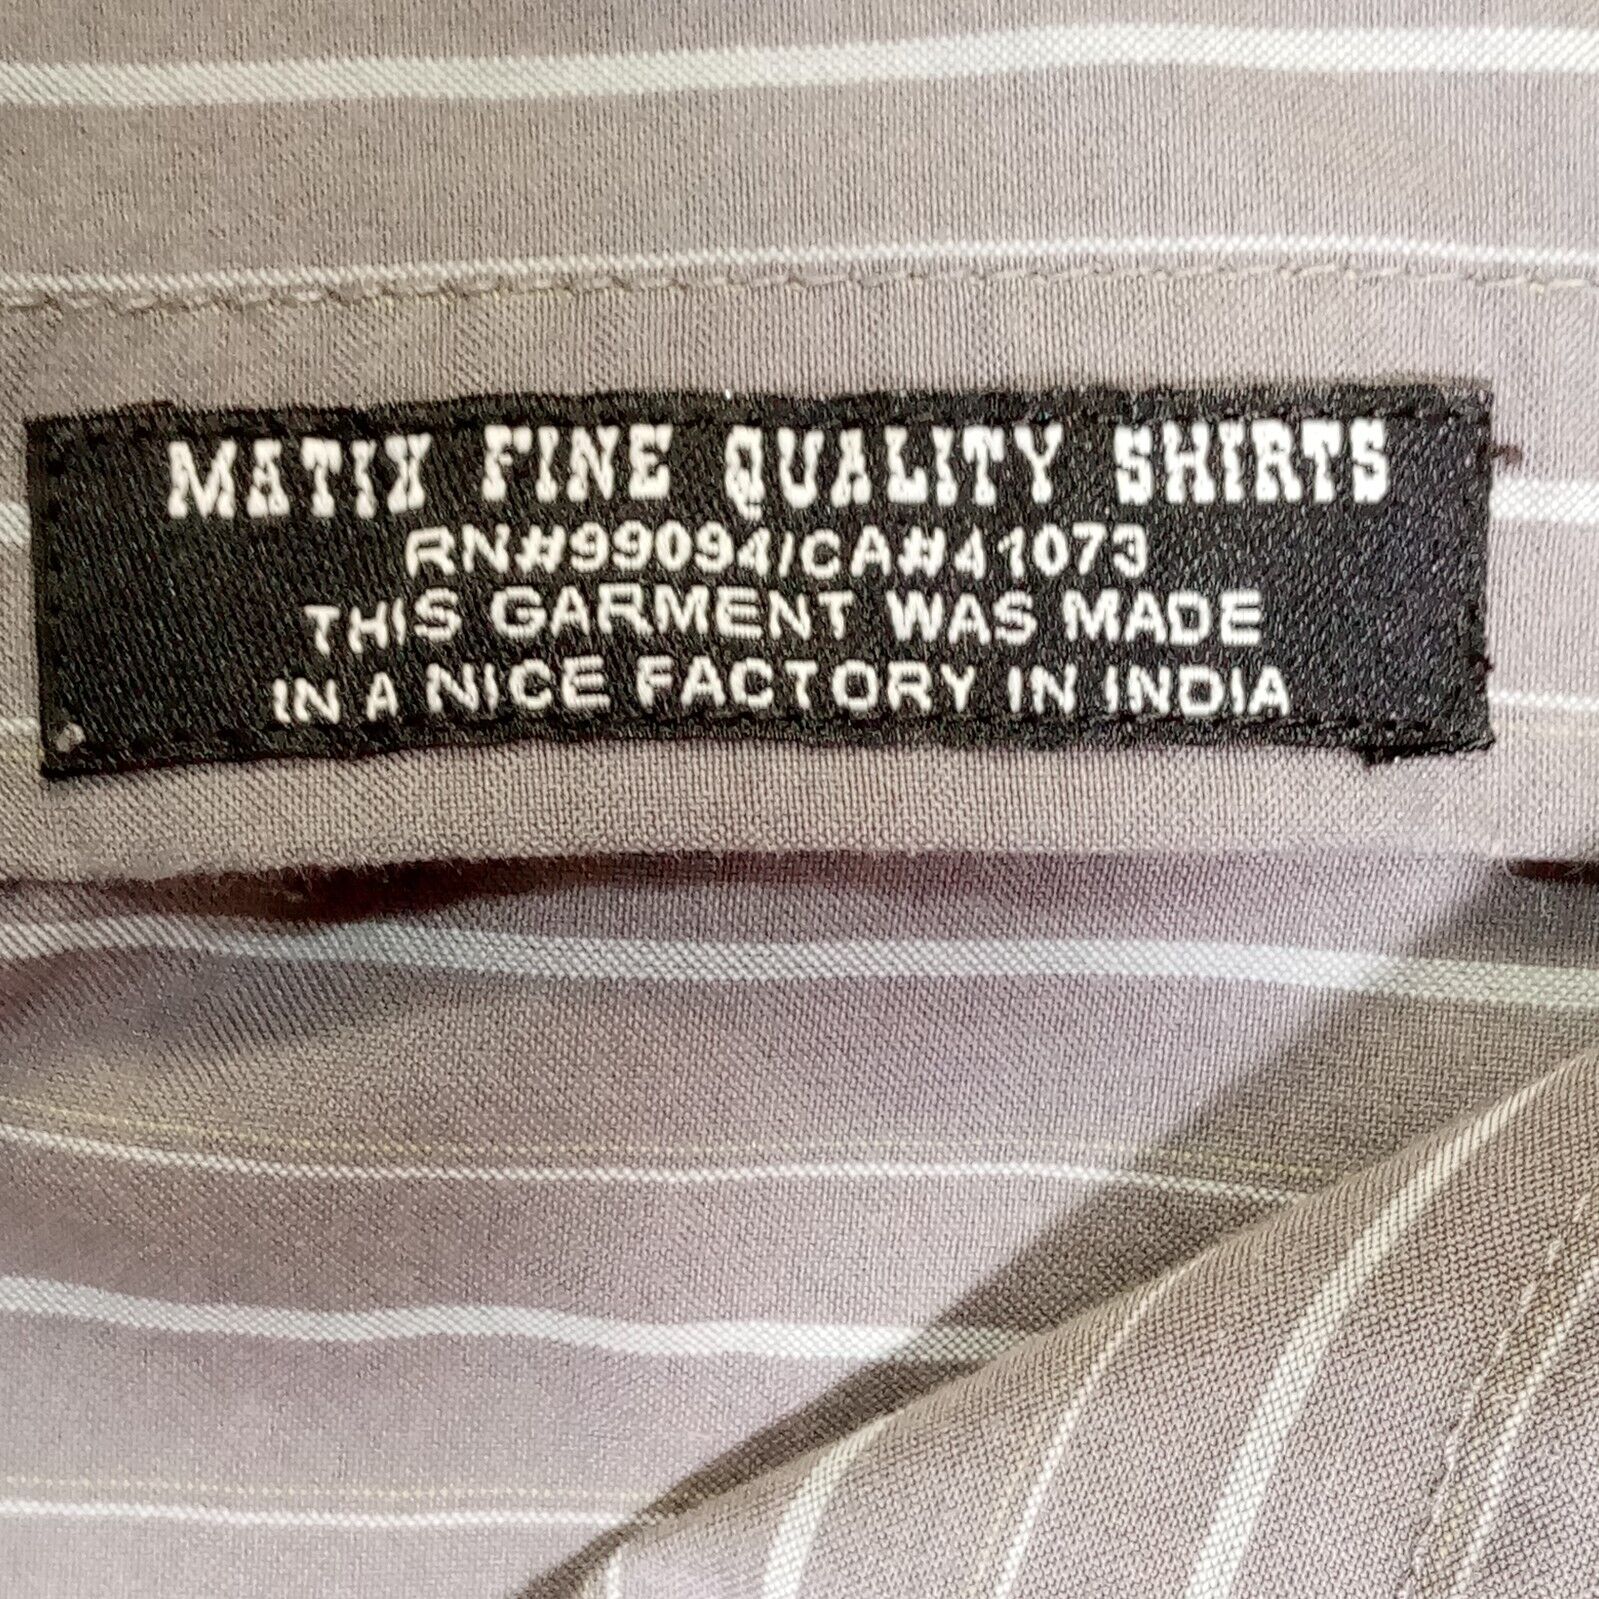 MATIX FINE QUALITY SHIRTS
RN#99094/CA#41073
THIS GARMENT WAS MADE
IN A NICE FACTORY IN INDIA